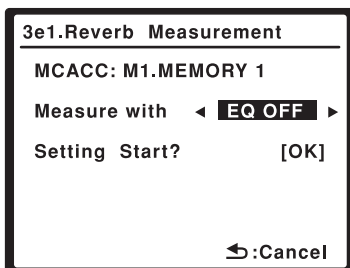 3e1.Reverb Measurement
MCACC: M1.MEMORY 1
Measure with ◄ EQ OFF ►
Setting Start? [OK]
⮌:Cancel